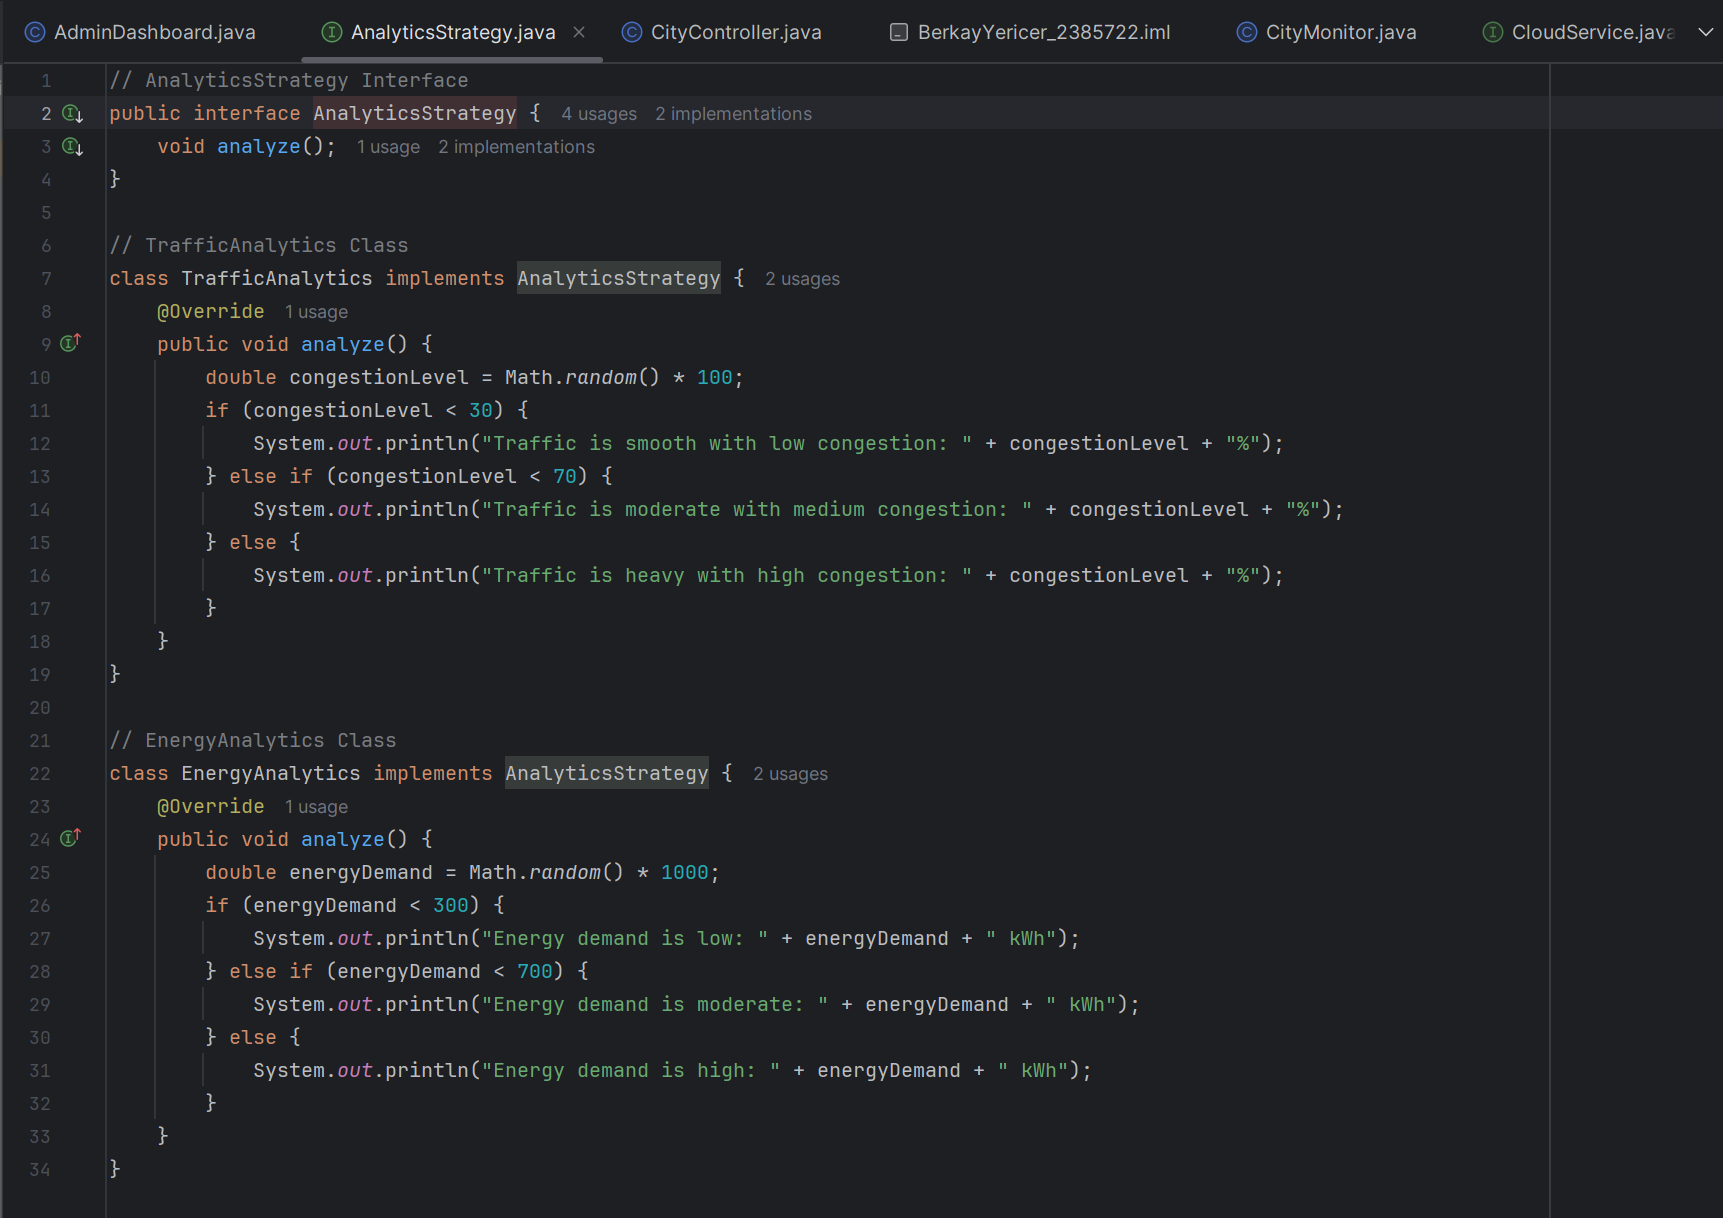 AdminDashboard.java AnalyticsStrategy.java CityController.java BerkayYericer_2385722.iml CityMonitor.java CloudService.java
1 // AnalyticsStrategy Interface
2 public interface AnalyticsStrategy { 4 usages 2 implementations
3     void analyze(); 1 usage 2 implementations
4 }
5
6 // TrafficAnalytics Class
7 class TrafficAnalytics implements AnalyticsStrategy { 2 usages
8     @Override 1 usage
9     public void analyze() {
10         double congestionLevel = Math.random() * 100;
11         if (congestionLevel < 30) {
12             System.out.println("Traffic is smooth with low congestion: " + congestionLevel + "%");
13         } else if (congestionLevel < 70) {
14             System.out.println("Traffic is moderate with medium congestion: " + congestionLevel + "%");
15         } else {
16             System.out.println("Traffic is heavy with high congestion: " + congestionLevel + "%");
17         }
18     }
19 }
20
21 // EnergyAnalytics Class
22 class EnergyAnalytics implements AnalyticsStrategy { 2 usages
23     @Override 1 usage
24     public void analyze() {
25         double energyDemand = Math.random() * 1000;
26         if (energyDemand < 300) {
27             System.out.println("Energy demand is low: " + energyDemand + " kWh");
28         } else if (energyDemand < 700) {
29             System.out.println("Energy demand is moderate: " + energyDemand + " kWh");
30         } else {
31             System.out.println("Energy demand is high: " + energyDemand + " kWh");
32         }
33     }
34 }